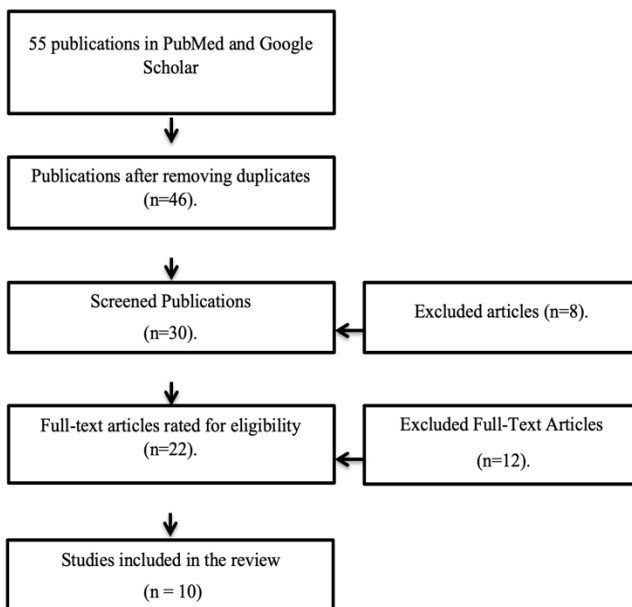 55 publications in PubMed and Google
Scholar
Publications after removing duplicates
(n=46).
Screened Publications
(n=30).
Excluded articles (n=8).
Full-text articles rated for eligibility
(n=22).
Excluded Full-Text Articles
(n=12).
Studies included in the review
(n = 10)